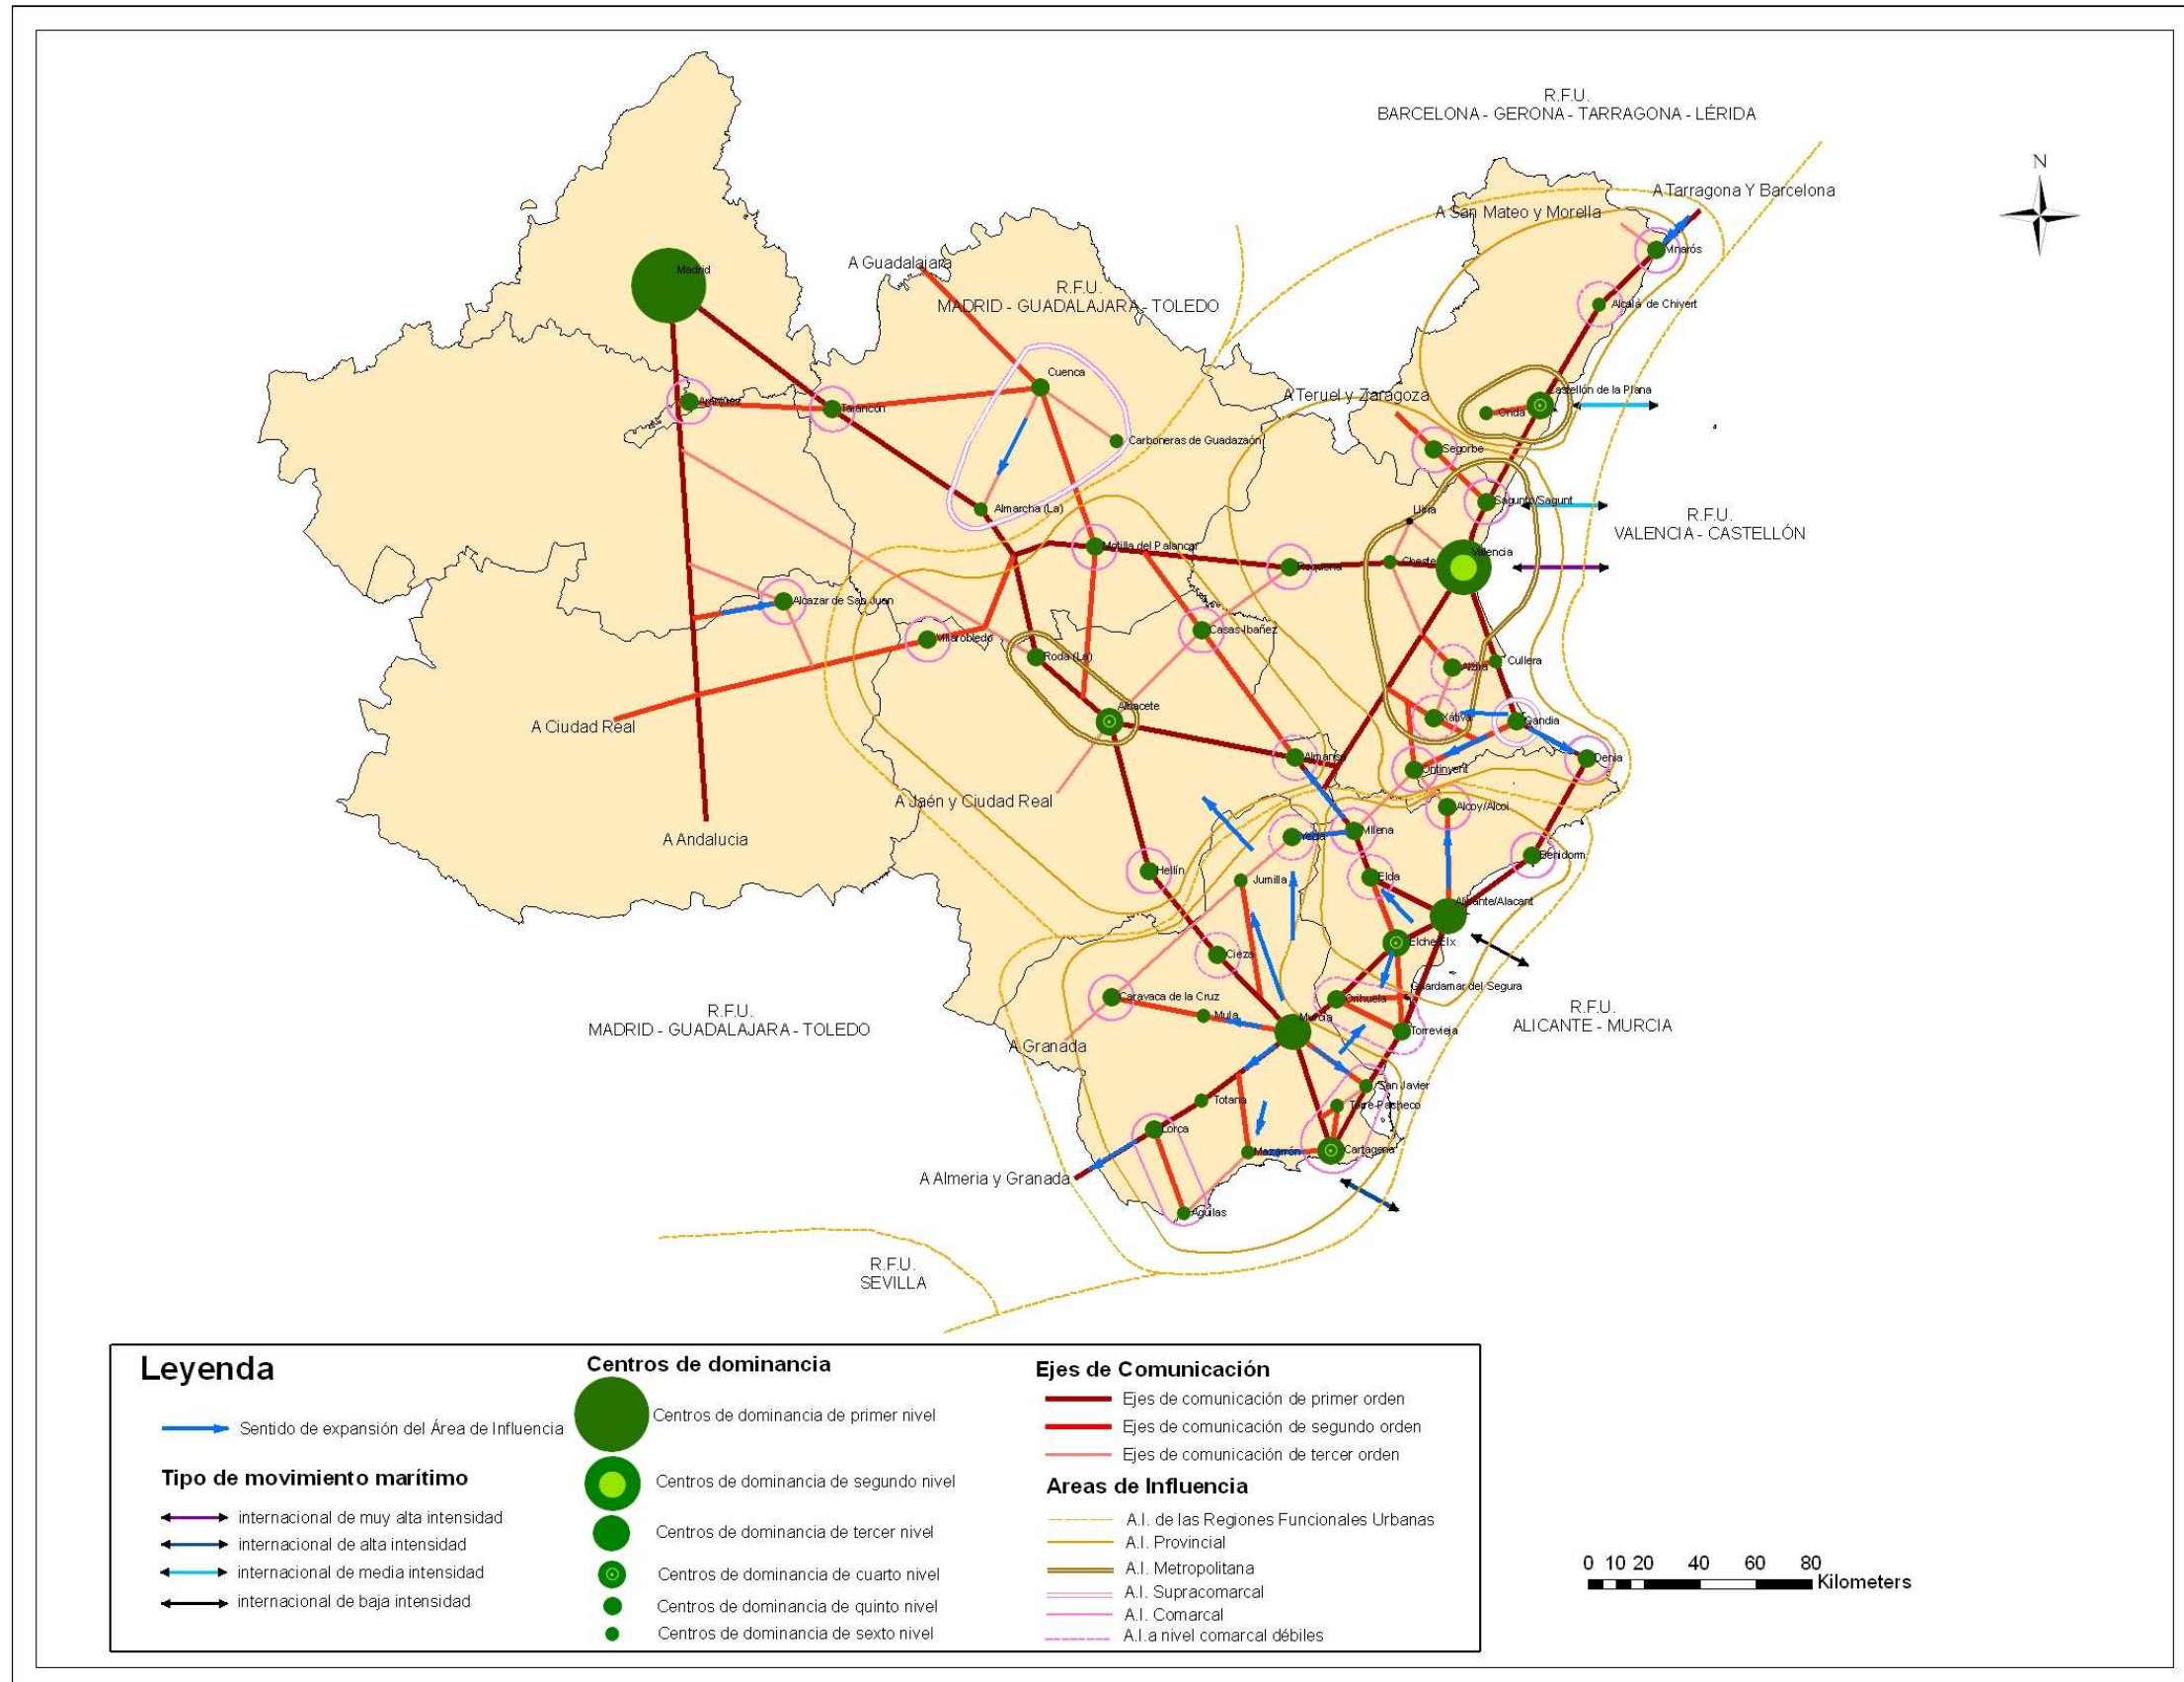 R.F.U.
BARCELONA - GERONA - TARRAGONA - LÉRIDA
N
A Tarragona Y Barcelona
A San Mateo y Morella
Vinarós
Madrid
A Guadalajara
R.F.U.
MADRID - GUADALAJARA - TOLEDO
Alcalà de Chivert
Cuenca
Castellón de la Plana
A Teruel y Zaragoza
Aranjuez
Tarancón
Onda
Carboneras de Guadazaón
Segorbe
Almarcha (La)
Sagunto/Sagunt
Lliria
R.F.U.
VALENCIA - CASTELLÓN
Motilla del Palancar
Valencia
Requena
Cheste
Alcazar de San Juan
Casas-Ibañez
Villarobledo
Roda (La)
Cullera
Alzira
Albacete
Xátiva
Gandia
A Ciudad Real
Almansa
Denia
Ontinyent
A Jaén y Ciudad Real
Alcoy/Alcoi
A Andalucia
Villena
Yecla
Benidorm
Hellín
Jumilla
Elda
Alicante/Alacant
Elche/Elx
Cieza
Guardamar del Segura
Caravaca de la Cruz
Orihuela
R.F.U.
MADRID - GUADALAJARA - TOLEDO
Mula
Murcia
R.F.U.
ALICANTE - MURCIA
Torrevieja
A Granada
San Javier
Totana
Torre-Pacheco
Lorca
Mazarrón
Cartagena
A Almeria y Granada
Aguilas
R.F.U.
SEVILLA
Leyenda
Sentido de expansión del Área de Influencia
Tipo de movimiento marítimo
internacional de muy alta intensidad
internacional de alta intensidad
internacional de media intensidad
internacional de baja intensidad
Centros de dominancia
Centros de dominancia de primer nivel
Centros de dominancia de segundo nivel
Centros de dominancia de tercer nivel
Centros de dominancia de cuarto nivel
Centros de dominancia de quinto nivel
Centros de dominancia de sexto nivel
Ejes de Comunicación
Ejes de comunicación de primer orden
Ejes de comunicación de segundo orden
Ejes de comunicación de tercer orden
Areas de Influencia
A.I. de las Regiones Funcionales Urbanas
A.I. Provincial
A.I. Metropolitana
A.I. Supracomarcal
A.I. Comarcal
A.I.a nivel comarcal débiles
0 10 20 40 60 80
Kilometers